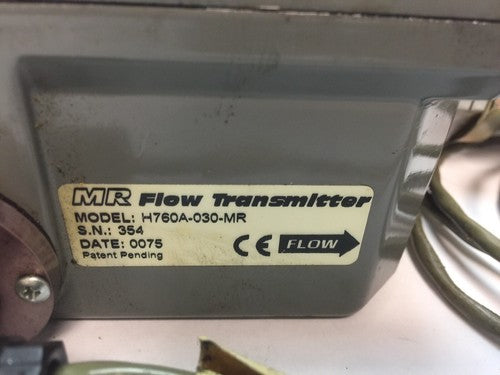 MR Flow Transmitter
MODEL: H760A-030-MR
S.N.: 354
DATE: 0075
Patent Pending
CE FLOW